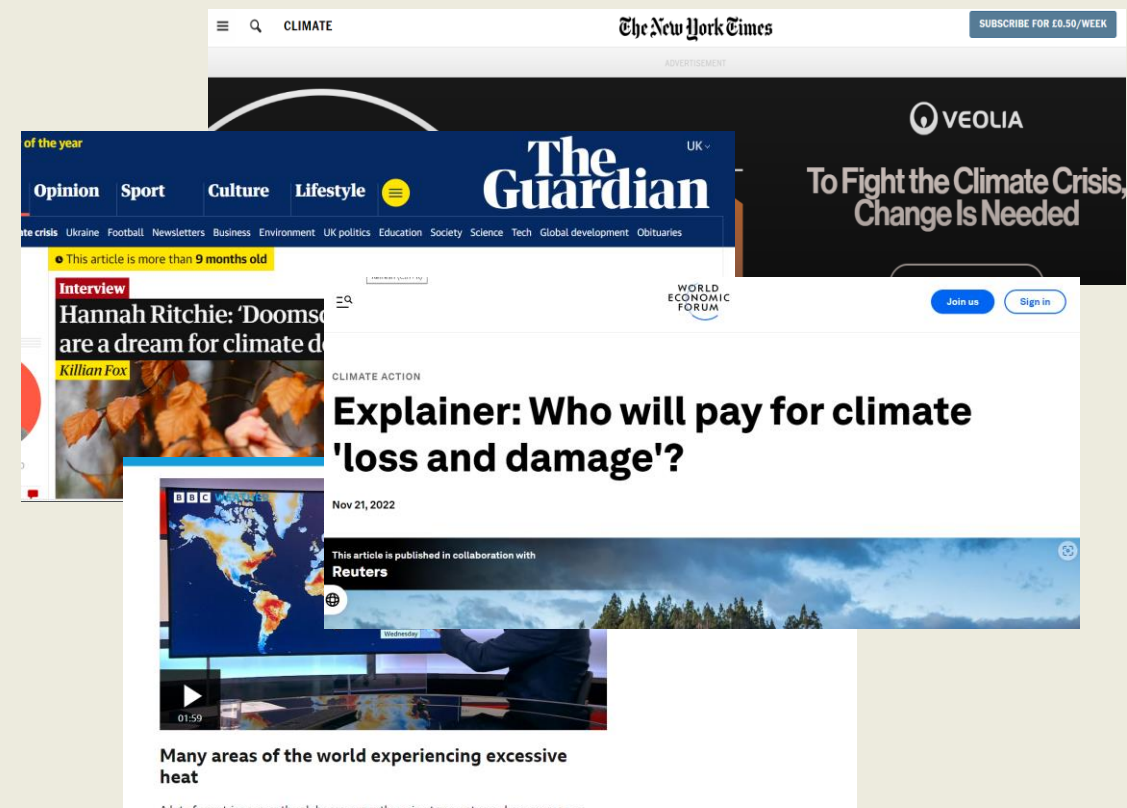 CLIMATE
The New York Times
SUBSCRIBE FOR £0.50/WEEK
ADVERTISEMENT
VEOLIA
To Fight the Climate Crisis,
Change Is Needed
of the year
The
Guardian
UK
Opinion Sport Culture Lifestyle
crisis Ukraine Football Newsletters Business Environment UK politics Education Society Science Tech Global development Obituaries
This article is more than 9 months old
Interview
Hannah Ritchie: ‘Dooms
are a dream for climate d
Killian Fox
WORLD
ECONOMIC
FORUM
Join us
Sign in
CLIMATE ACTION
Explainer: Who will pay for climate
'loss and damage'?
Nov 21, 2022
This article is published in collaboration with
Reuters
BBC
Wednesday
01:59
Many areas of the world experiencing excessive
heat